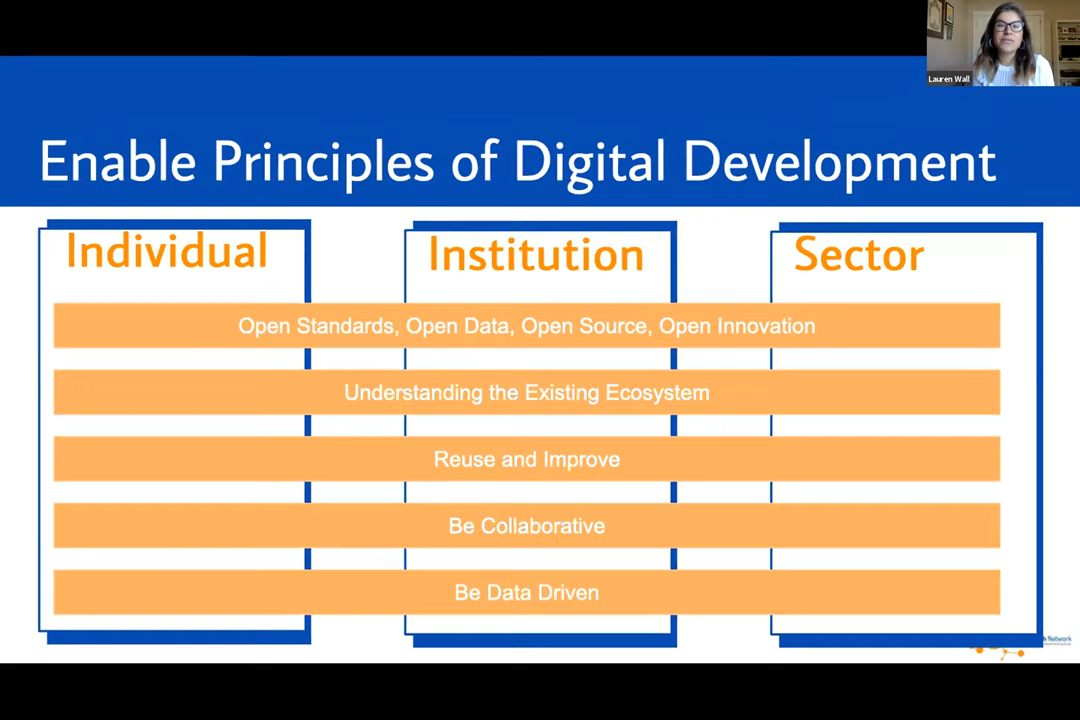 Lauren Wall
Enable Principles of Digital Development
Individual
Institution
Sector
Open Standards, Open Data, Open Source, Open Innovation
Understanding the Existing Ecosystem
Reuse and Improve
Be Collaborative
Be Data Driven
Network